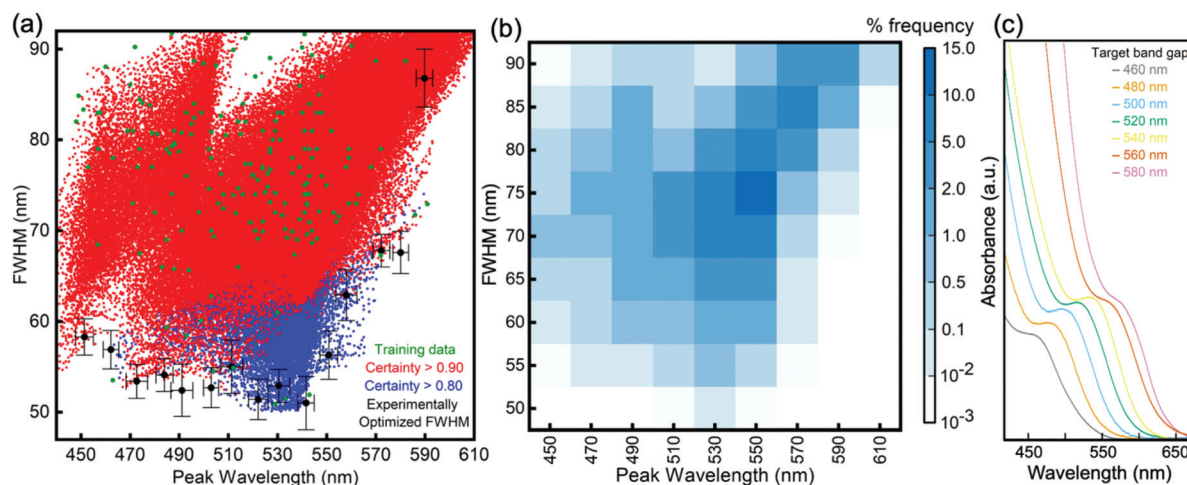 (a)
FWHM (nm)
90
80
70
60
50
450 470 490 510 530 550 570 590 610
Peak Wavelength (nm)
Training data
Certainty > 0.90
Certainty > 0.80
Experimentally
Optimized FWHM
(b)
% frequency
FWHM (nm)
90
85
80
75
70
65
60
55
50
450 470 490 510 530 550 570 590 610
Peak Wavelength (nm)
15.0
10.0
5.0
2.0
1.0
0.5
0.1
10⁻²
10⁻³
(c)
Absorbance (a.u.)
Target band gap
460 nm
480 nm
500 nm
520 nm
540 nm
560 nm
580 nm
450 500 550 600 650
Wavelength (nm)